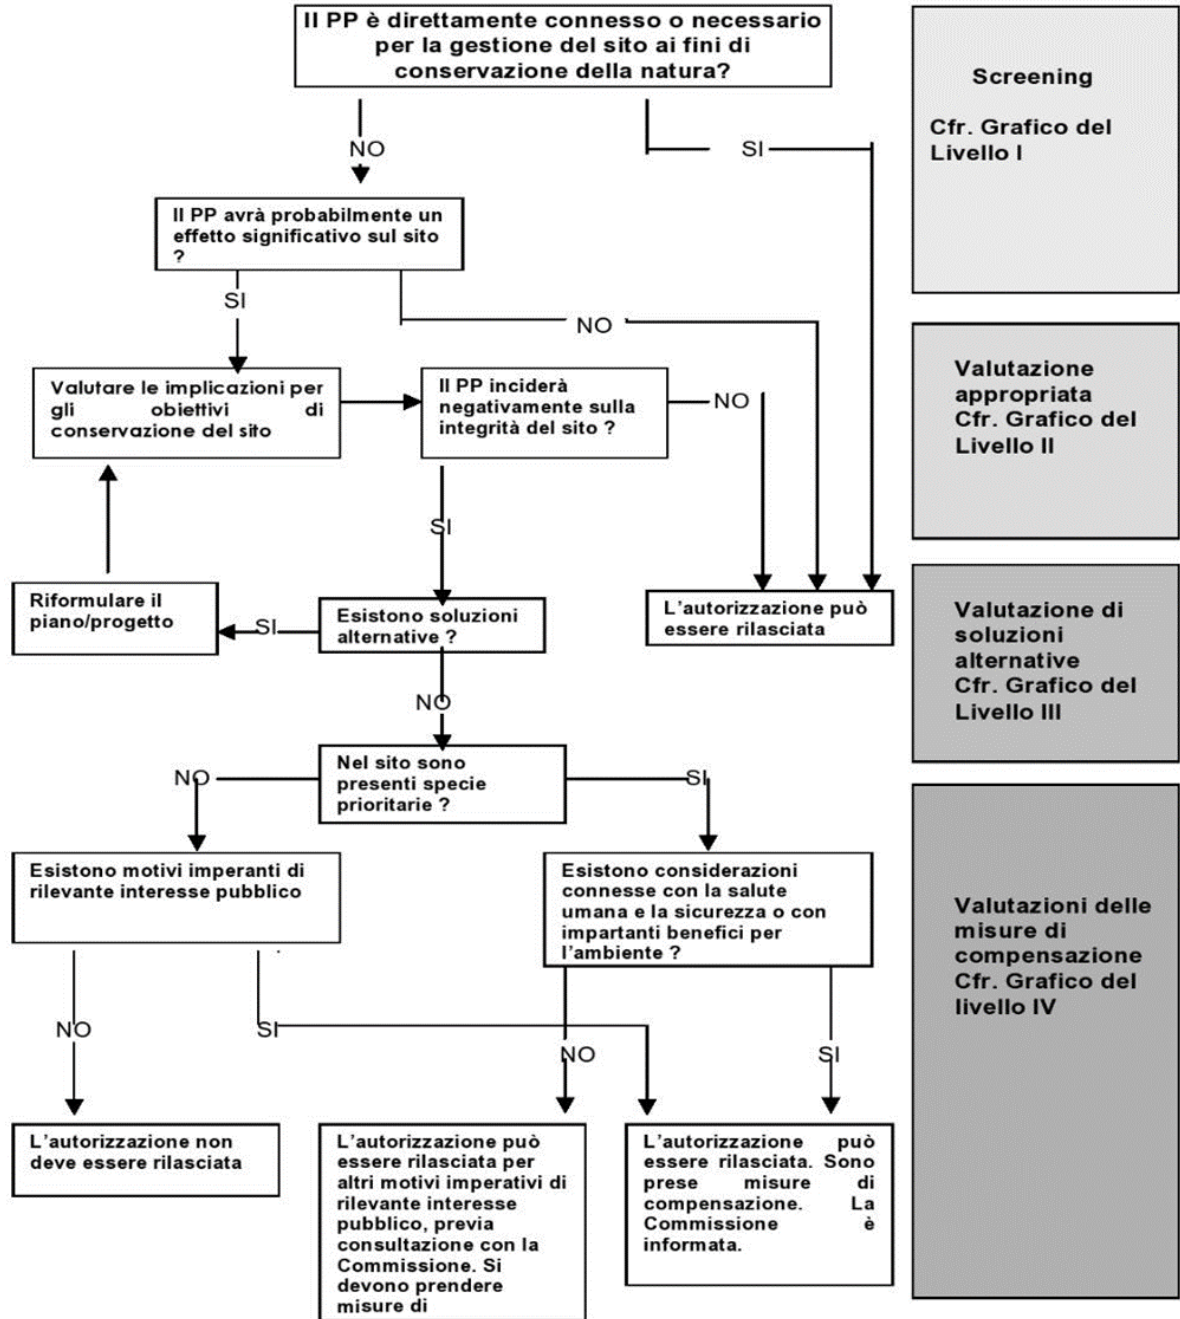 Il PP è direttamente connesso o necessario
per la gestione del sito ai fini di
conservazione della natura?
NO
SI
Il PP avrà probabilmente un
effetto significativo sul sito
?
SI
NO
Valutare le implicazioni per
gli obiettivi di
conservazione del sito
Il PP inciderà
negativamente sulla
integrità del sito ?
NO
SI
Riformulare il
piano/progetto
SI
Esistono soluzioni
alternative ?
L'autorizzazione può
essere rilasciata
NO
Nel sito sono
presenti specie
prioritarie ?
NO
SI
Esistono motivi imperanti di
rilevante interesse pubblico
Esistono considerazioni
connesse con la salute
umana e la sicurezza o con
impartanti benefici per
l'ambiente ?
NO
SI
NO
SI
L'autorizzazione non
deve essere rilasciata
L'autorizzazione può
essere rilasciata per
altri motivi imperativi di
rilevante interesse
pubblico, previa
consultazione con la
Commissione. Si
devono prendere
misure di
L'autorizzazione può
essere rilasciata. Sono
prese misure di
compensazione. La
Commissione è
informata.
Screening
Cfr. Grafico del
Livello I
Valutazione
appropriata
Cfr. Grafico del
Livello II
Valutazione di
soluzioni
alternative
Cfr. Grafico del
Livello III
Valutazioni delle
misure di
compensazione
Cfr. Grafico del
livello IV